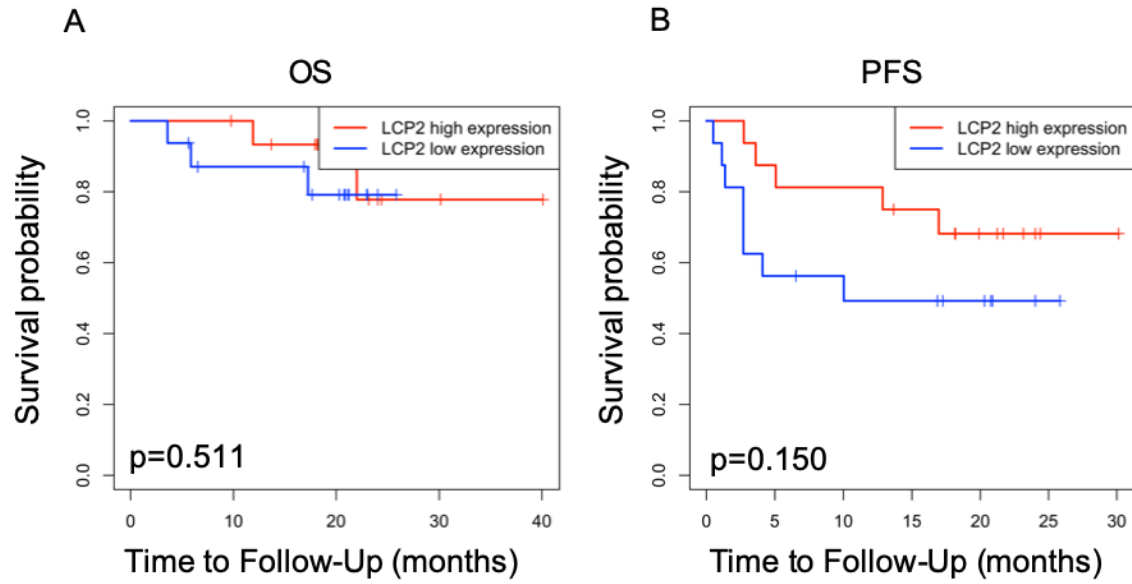 A
OS
LCP2 high expression
LCP2 low expression
Survival probability
1.0
0.8
0.6
0.4
0.2
0.0
p=0.511
0 10 20 30 40
Time to Follow-Up (months)
B
PFS
LCP2 high expression
LCP2 low expression
Survival probability
1.0
0.8
0.6
0.4
0.2
0.0
p=0.150
0 5 10 15 20 25 30
Time to Follow-Up (months)